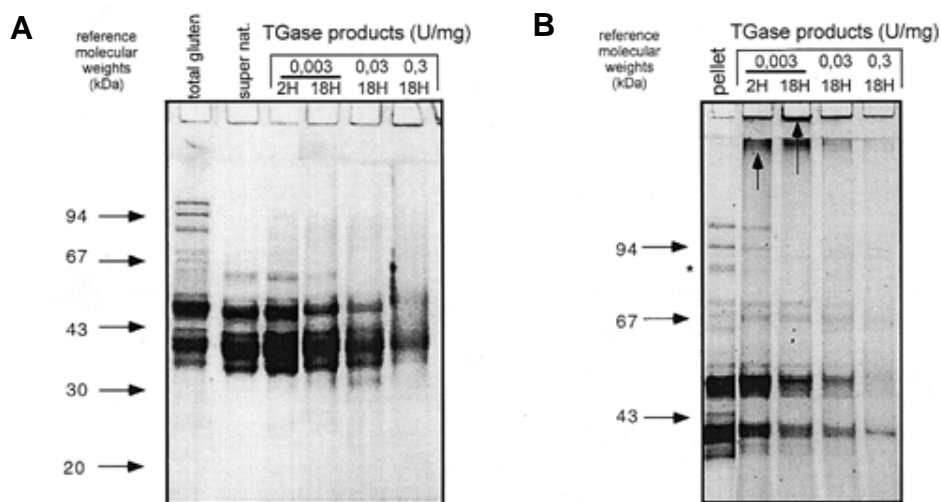 A
reference
molecular
weights
(kDa)
total gluten
super nat.
TGase products (U/mg)
0,003
0,03
0,3
2H
18H
18H
18H
94
67
43
30
20
B
reference
molecular
weights
(kDa)
pellet
TGase products (U/mg)
0,003
0,03
0,3
2H
18H
18H
18H
94
*
67
43